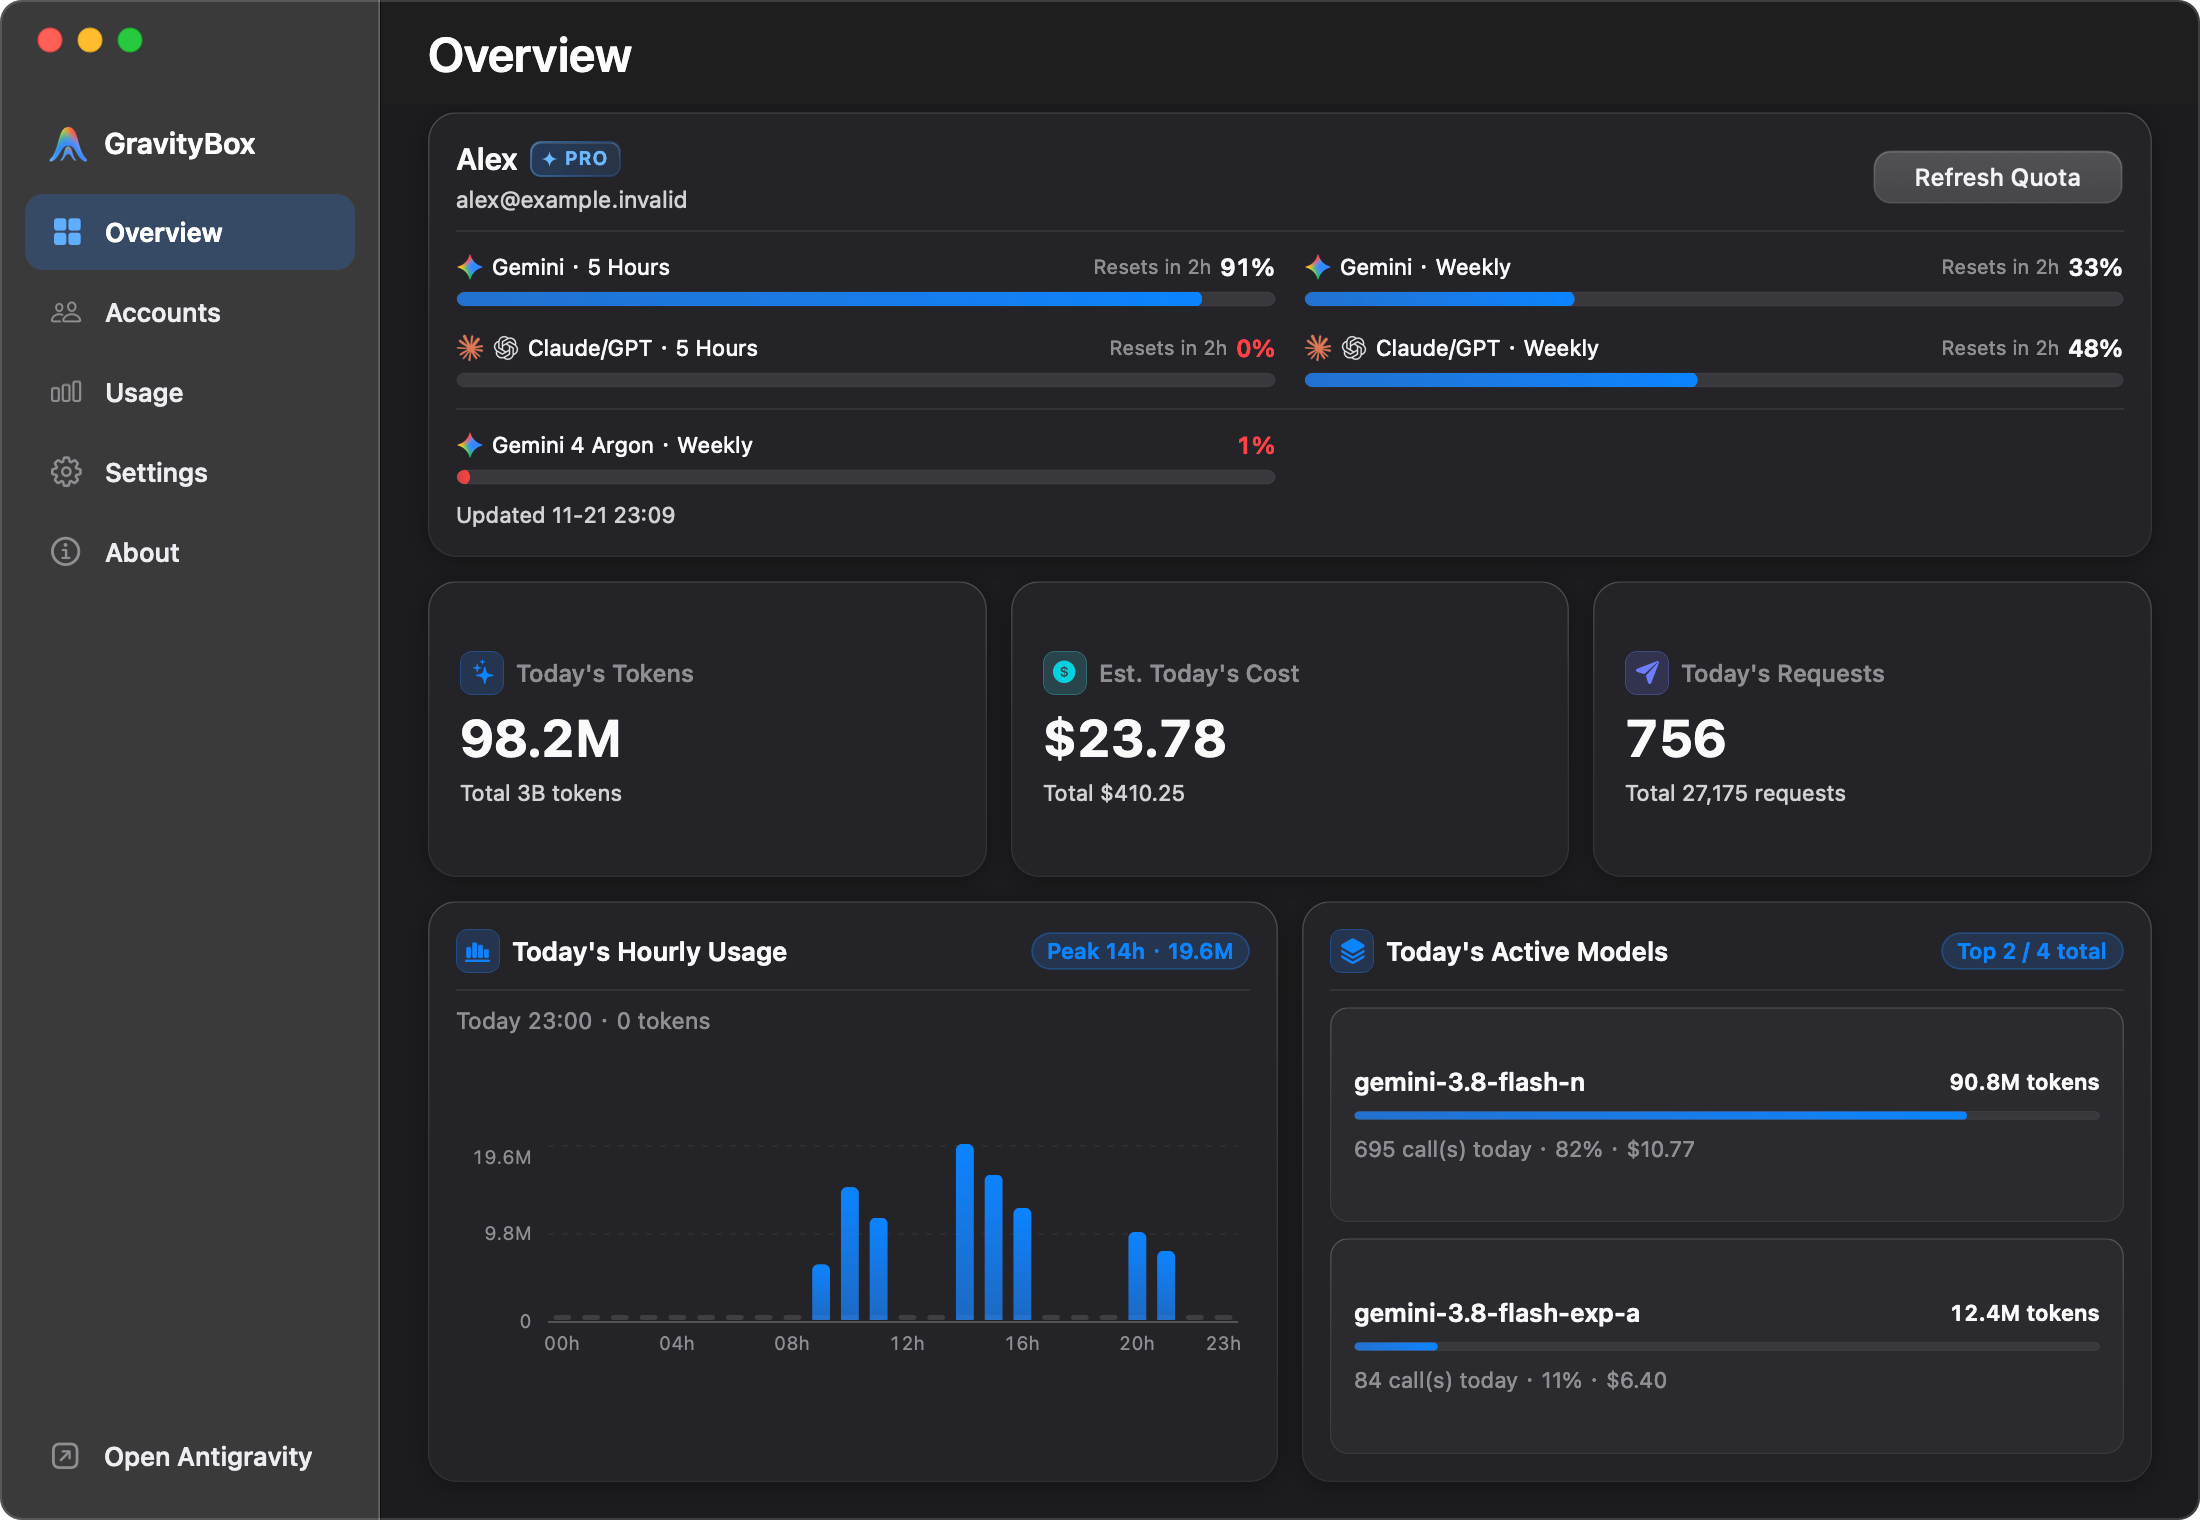 Overview
GravityBox
Overview
Accounts
Usage
Settings
About
Open Antigravity
Alex
PRO
alex@example.invalid
Refresh Quota
Gemini · 5 Hours
Resets in 2h 91%
Gemini · Weekly
Resets in 2h 33%
Claude/GPT · 5 Hours
Resets in 2h 0%
Claude/GPT · Weekly
Resets in 2h 48%
Gemini 4 Argon · Weekly
1%
Updated 11-21 23:09
Today's Tokens
98.2M
Total 3B tokens
Est. Today's Cost
$23.78
Total $410.25
Today's Requests
756
Total 27,175 requests
Today's Hourly Usage
Peak 14h · 19.6M
Today 23:00 · 0 tokens
19.6M
9.8M
0
00h 04h 08h 12h 16h 20h 23h
Today's Active Models
Top 2 / 4 total
gemini-3.8-flash-n
90.8M tokens
695 call(s) today · 82% · $10.77
gemini-3.8-flash-exp-a
12.4M tokens
84 call(s) today · 11% · $6.40